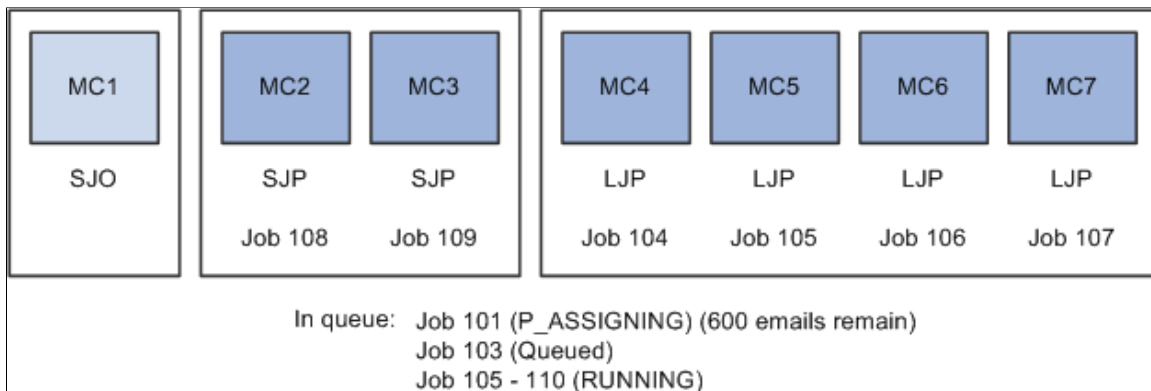 MC1 MC2 MC3 MC4 MC5 MC6 MC7
SJO SJP SJP LJP LJP LJP LJP
Job 108 Job 109 Job 104 Job 105 Job 106 Job 107
In queue: Job 101 (P_ASSIGNING) (600 emails remain)
Job 103 (Queued)
Job 105 - 110 (RUNNING)